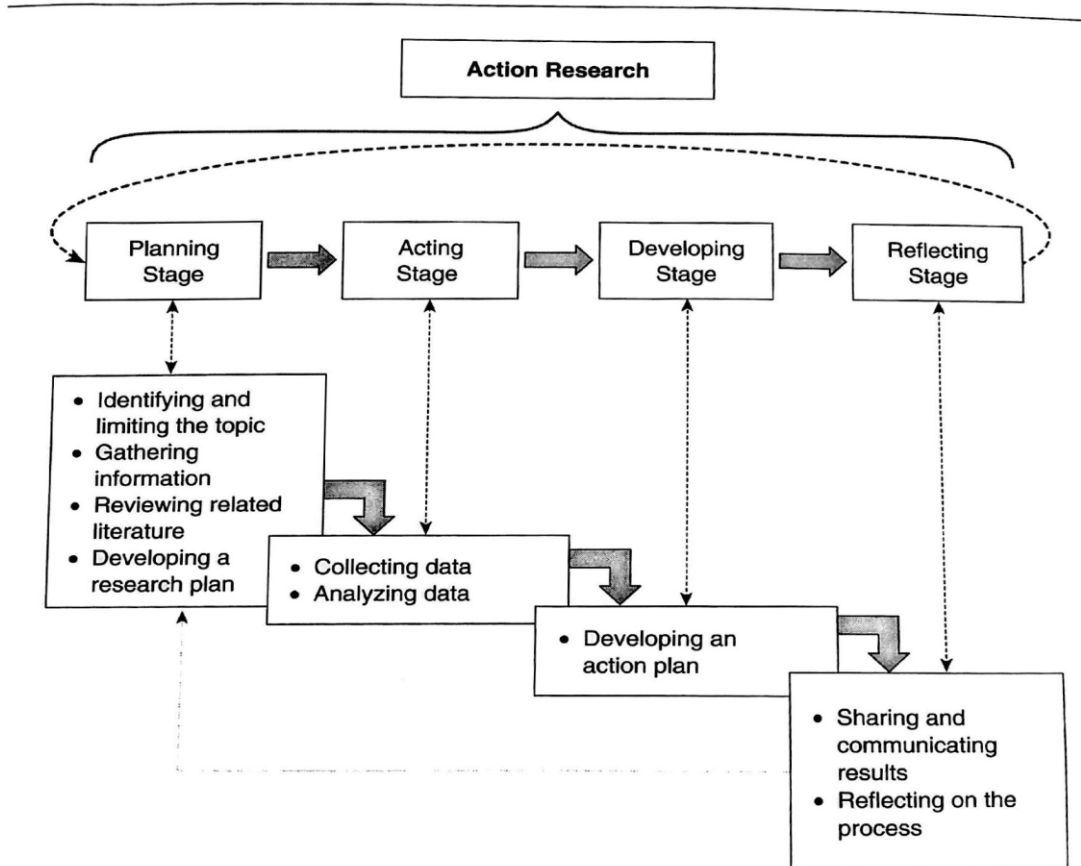 Action Research
Planning
Stage
Acting
Stage
Developing
Stage
Reflecting
Stage
• Identifying and
limiting the topic
• Gathering
information
• Reviewing related
literature
• Developing a
research plan
• Collecting data
• Analyzing data
• Developing an
action plan
• Sharing and
communicating
results
• Reflecting on the
process